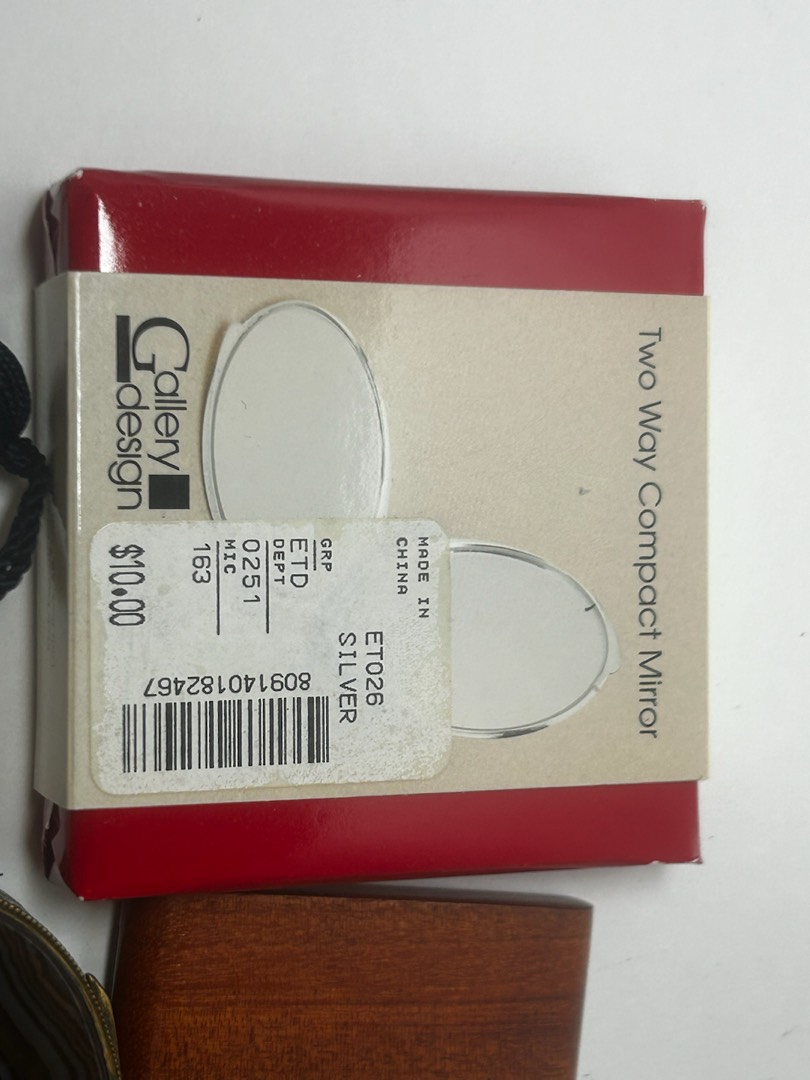 Two Way Compact Mirror
MADE IN
CHINA
ET026
SILVER
GRP
ETD
DEPT
0251
MIC
163
809140182467
$10.00
Gallery
design